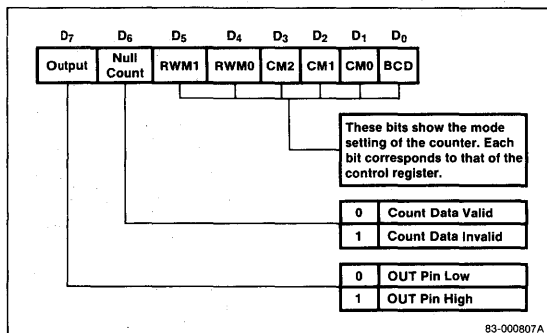 D7 D6 D5 D4 D3 D2 D1 D0
Output Null Count RWM1 RWM0 CM2 CM1 CM0 BCD
These bits show the mode
setting of the counter. Each
bit corresponds to that of the
control register.
0 Count Data Valid
1 Count Data Invalid
0 OUT Pin Low
1 OUT Pin High
83-000807A